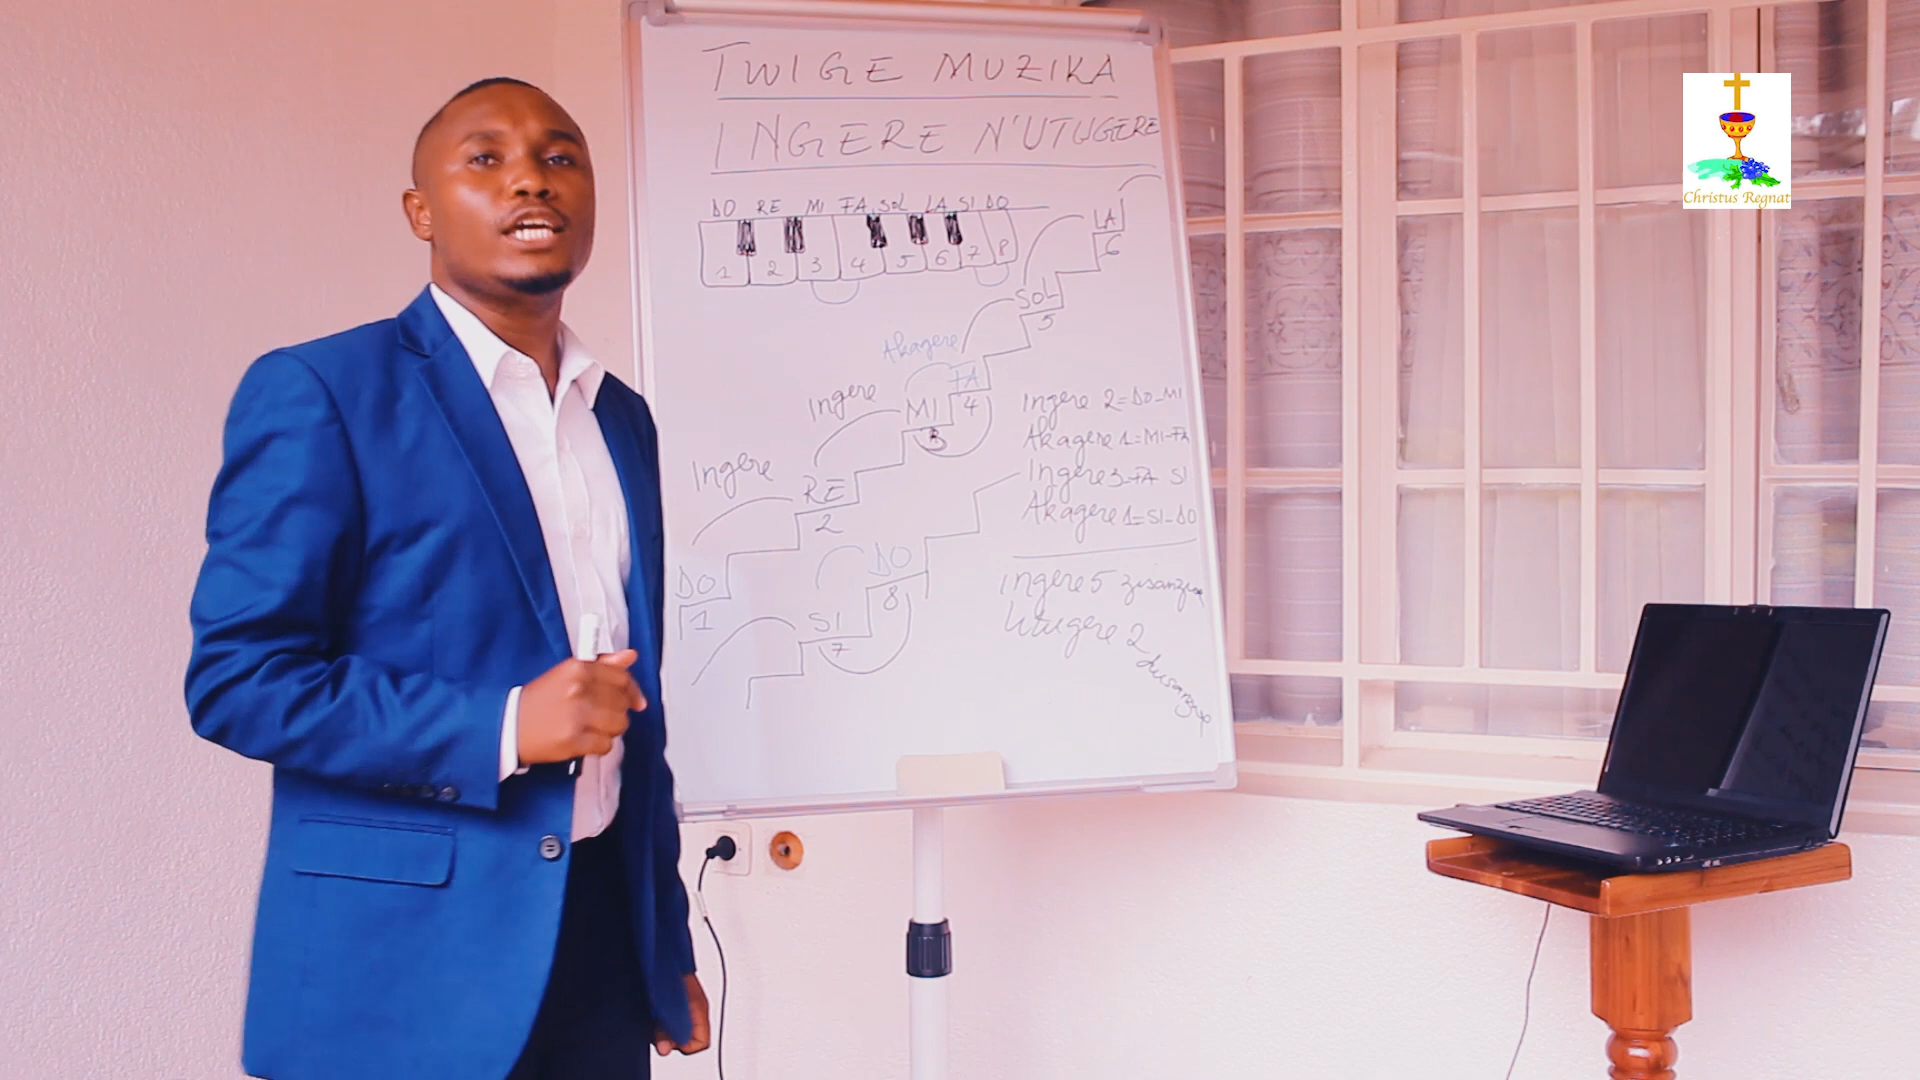 TWIGE MUZIKA
INGERE N'UTUGERE
DO RE MI FA SOL LA SI DO
1 2 3 4 5 6 7 8
LA
6
SOL
5
Akagere
FA
4
Ingere
MI
3
Ingere
RE
2
DO
1
DO
8
SI
7
Ingere 2=DO-MI
Akagere 1=MI-FA
Ingere 3-FA SI
Akagere 1=SI-DO
Ingere 5 zisanzwe
Utugere 2
Christus Regnat